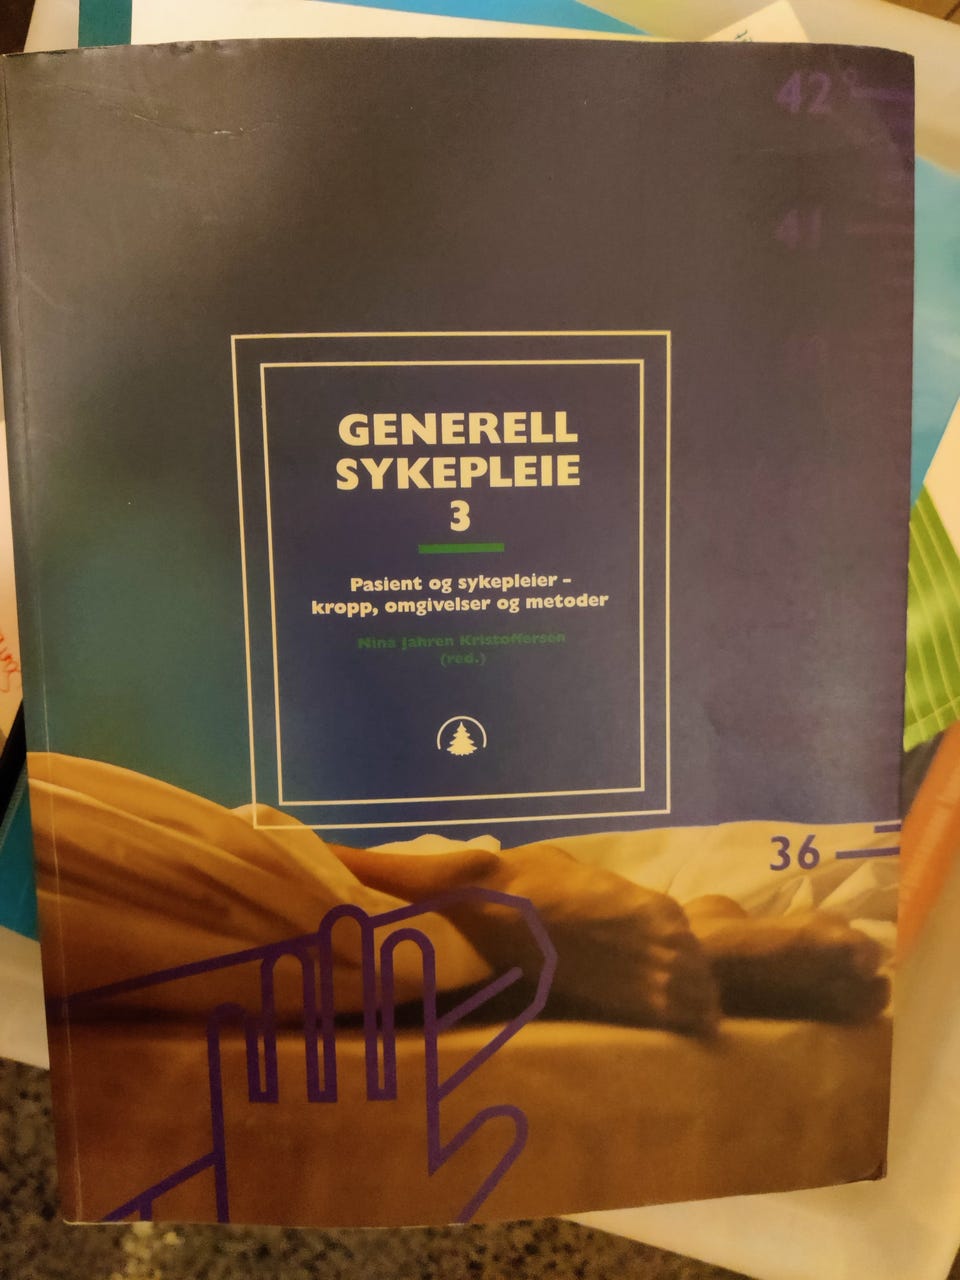 42°
41
GENERELL
SYKEPLEIE
3
Pasient og sykepleier –
kropp, omgivelser og metoder
Nina Jahren Kristoffersen
(red.)
36